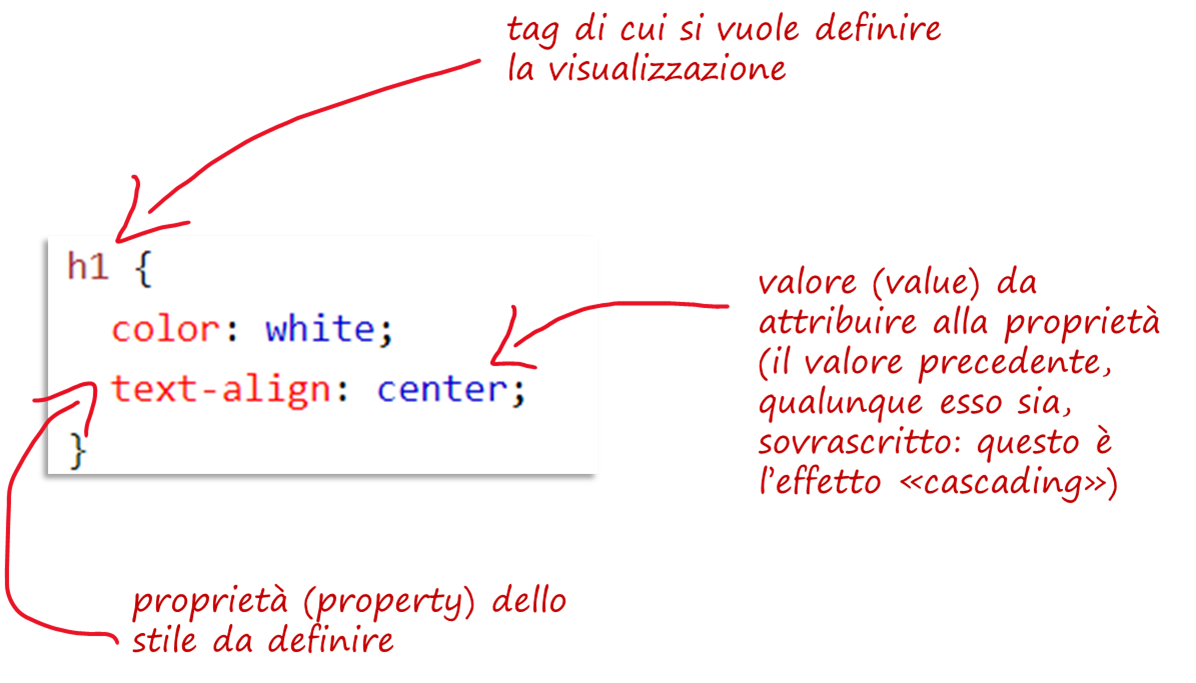 tag di cui si vuole definire
la visualizzazione
h1 {
color: white;
text-align: center;
}
valore (value) da
attribuire alla proprietà
(il valore precedente,
qualunque esso sia,
sovrascritto: questo è
l'effetto «cascading»)
proprietà (property) dello
stile da definire